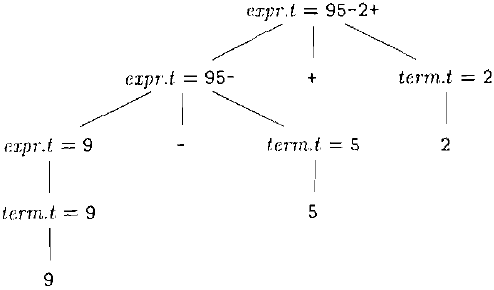 expr.t = 95-2+
expr.t = 95- + term.t = 2
expr.t = 9 - term.t = 5 2
term.t = 9 5
9